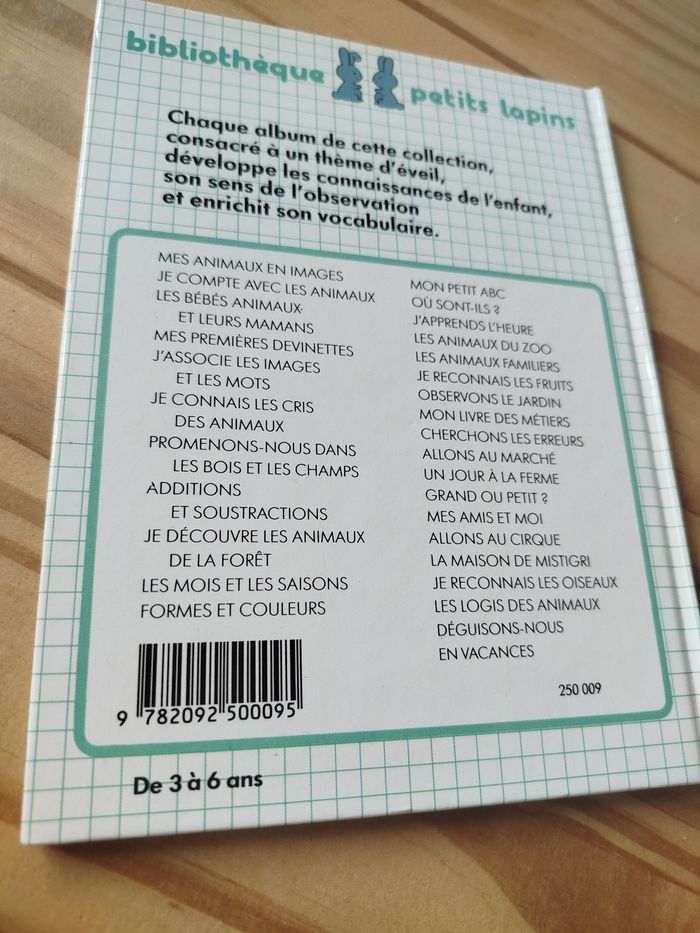 bibliothèque petits lapins
Chaque album de cette collection,
consacré à un thème d'éveil,
développe les connaissances de l'enfant,
son sens de l'observation
et enrichit son vocabulaire.
MES ANIMAUX EN IMAGES
JE COMPTE AVEC LES ANIMAUX
LES BÉBÉS ANIMAUX
ET LEURS MAMANS
MES PREMIÈRES DEVINETTES
J'ASSOCIE LES IMAGES
ET LES MOTS
JE CONNAIS LES CRIS
DES ANIMAUX
PROMENONS-NOUS DANS
LES BOIS ET LES CHAMPS
ADDITIONS
ET SOUSTRACTIONS
JE DÉCOUVRE LES ANIMAUX
DE LA FORÊT
LES MOIS ET LES SAISONS
FORMES ET COULEURS
MON PETIT ABC
OÙ SONT-ILS ?
J'APPRENDS L'HEURE
LES ANIMAUX DU ZOO
LES ANIMAUX FAMILIERS
JE RECONNAIS LES FRUITS
OBSERVONS LE JARDIN
MON LIVRE DES MÉTIERS
CHERCHONS LES ERREURS
ALLONS AU MARCHÉ
UN JOUR À LA FERME
GRAND OU PETIT ?
MES AMIS ET MOI
ALLONS AU CIRQUE
LA MAISON DE MISTIGRI
JE RECONNAIS LES OISEAUX
LES LOGIS DES ANIMAUX
DÉGUISONS-NOUS
EN VACANCES
9 782092 500095
250 009
De 3 à 6 ans